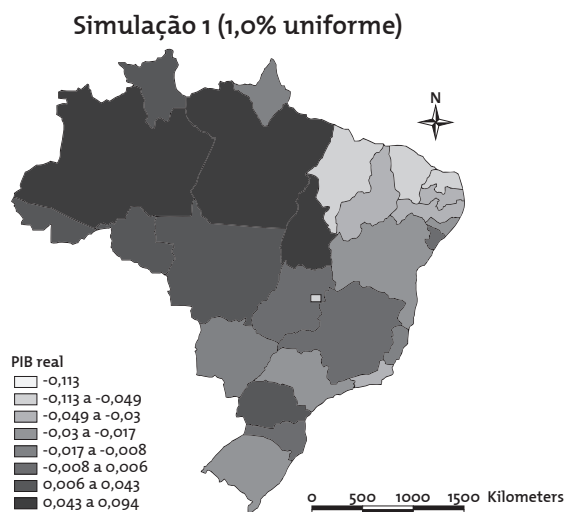 Simulação 1 (1,0% uniforme)
N
PIB real
-0,113
-0,113 a -0,049
-0,049 a -0,03
-0,03 a -0,017
-0,017 a -0,008
-0,008 a 0,006
0,006 a 0,043
0,043 a 0,094
0 500 1000 1500 Kilometers